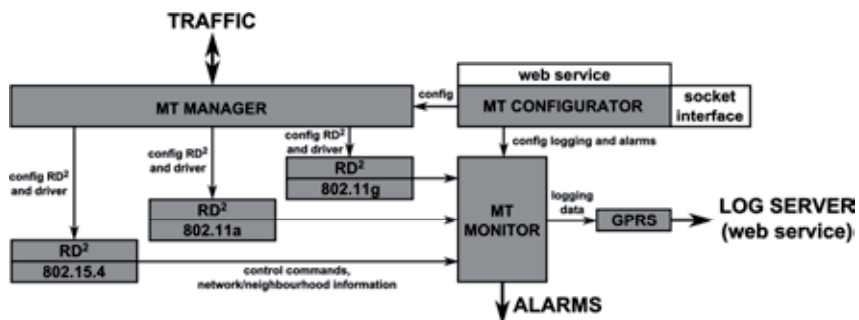 TRAFFIC
web service
MT MANAGER
config
MT CONFIGURATOR
socket
interface
config RD²
and driver
config RD²
and driver
config RD²
and driver
config logging and alarms
RD²
802.11g
RD²
802.11a
RD²
802.15.4
MT
MONITOR
logging
data
GPRS
LOG SERVER
(web service)
control commands,
network/neighbourhood information
ALARMS